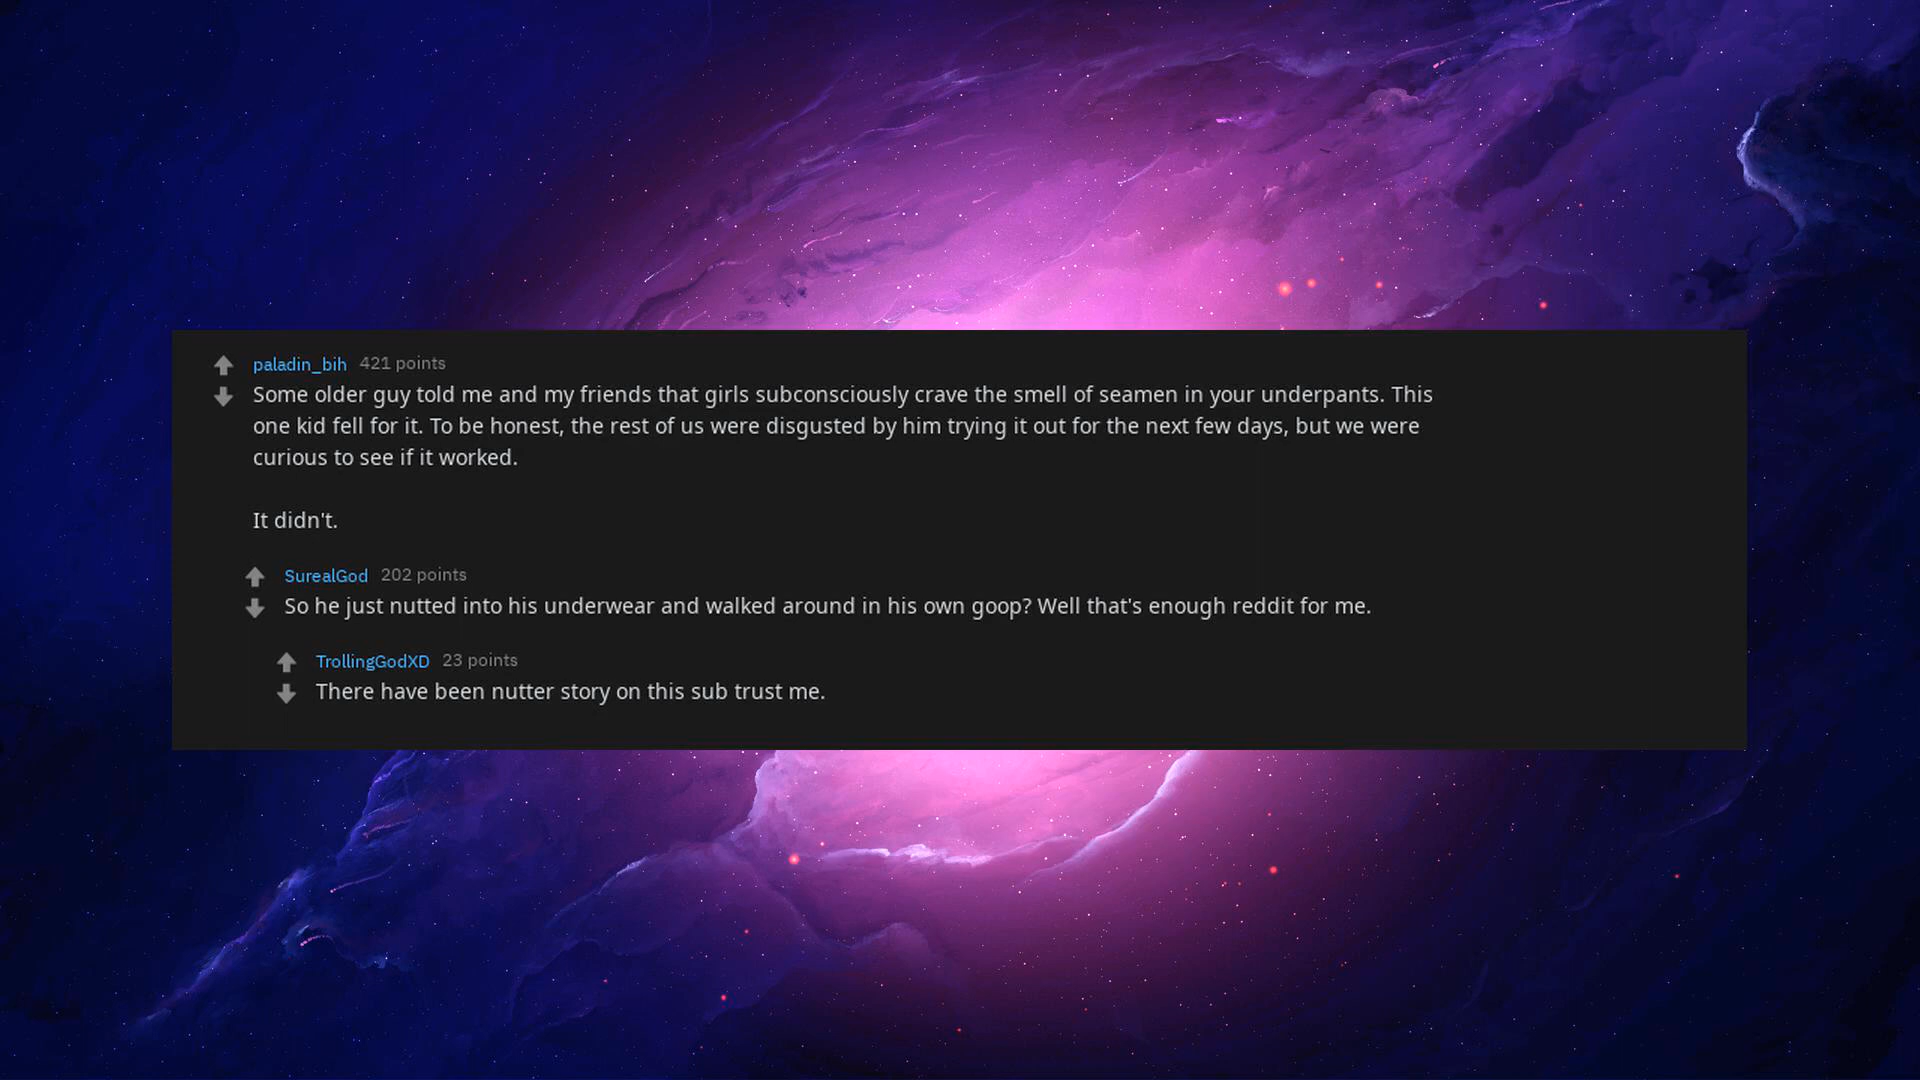 paladin_bih 421 points
Some older guy told me and my friends that girls subconsciously crave the smell of seamen in your underpants. This
one kid fell for it. To be honest, the rest of us were disgusted by him trying it out for the next few days, but we were
curious to see if it worked.
It didn't.
SurealGod 202 points
So he just nutted into his underwear and walked around in his own goop? Well that's enough reddit for me.
TrollingGodXD 23 points
There have been nutter story on this sub trust me.